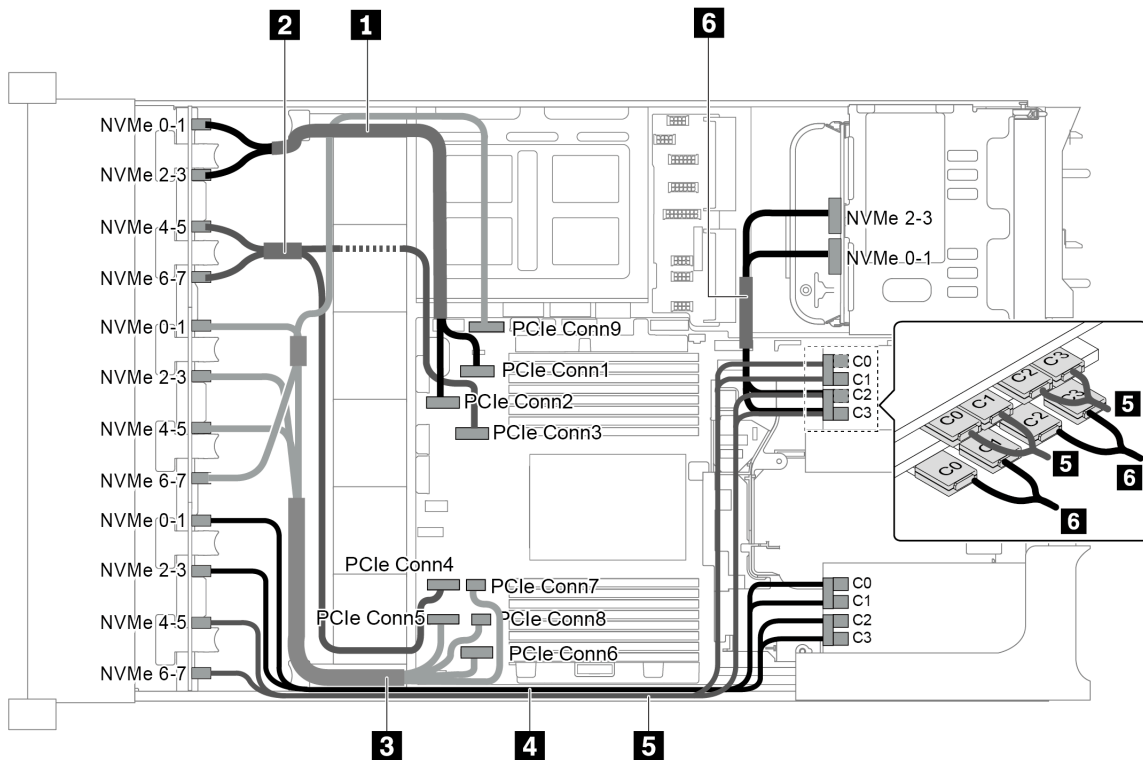 2
1
6
NVMe 0-1
NVMe 2-3
NVMe 4-5
NVMe 6-7
NVMe 0-1
NVMe 2-3
NVMe 4-5
NVMe 6-7
NVMe 0-1
NVMe 2-3
NVMe 4-5
NVMe 6-7
PCIe Conn9
PCIe Conn1
PCIe Conn2
PCIe Conn3
PCIe Conn4
PCIe Conn7
PCIe Conn5
PCIe Conn8
PCIe Conn6
NVMe 2-3
NVMe 0-1
6
C0
C1
C2
C3
C3
C2
C3
C1
C2
C0
C1
C0
5
5
6
6
C0
C1
C2
C3
3
4
5